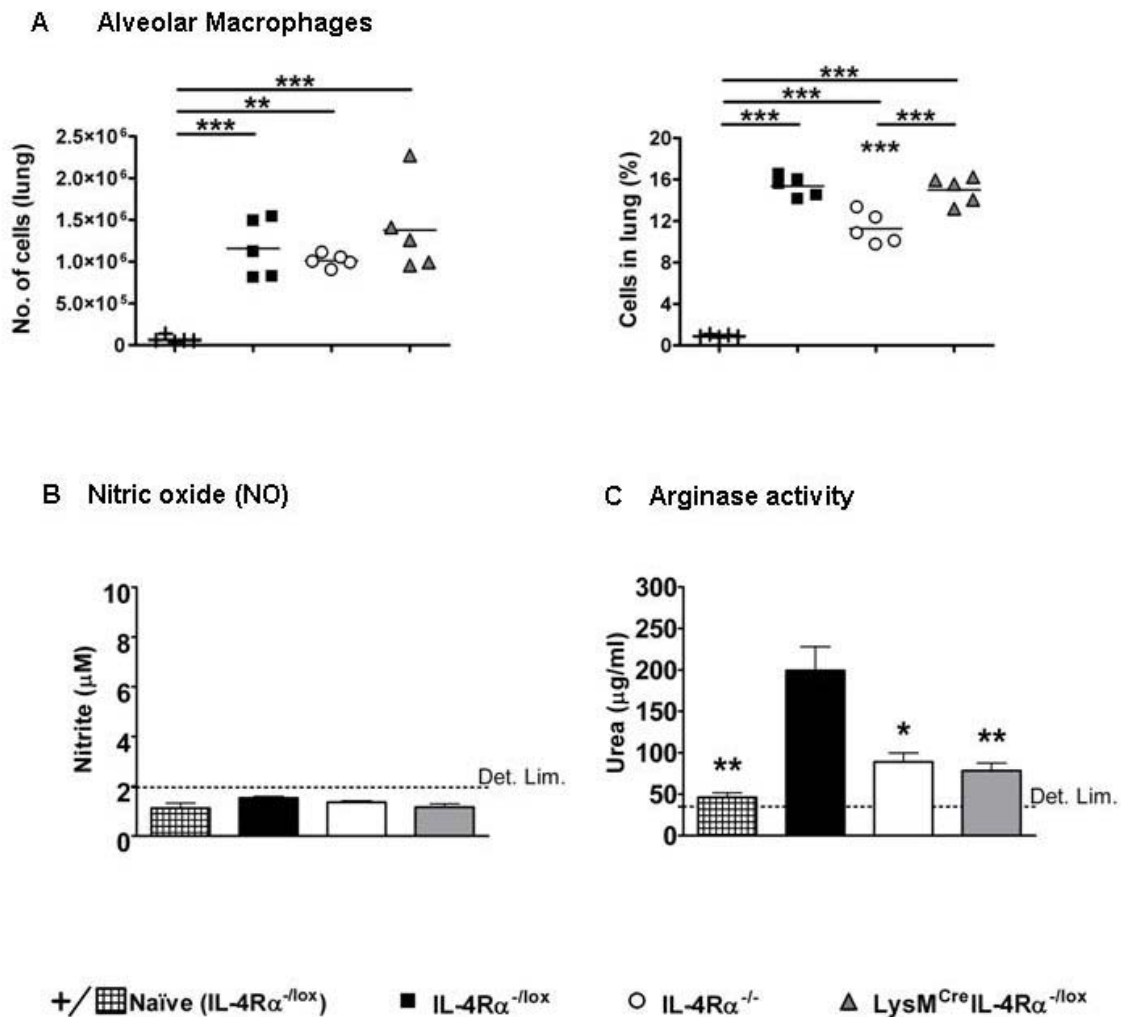 A Alveolar Macrophages
***
**
***
2.5×10⁶
2.0×10⁶
1.5×10⁶
1.0×10⁶
5.0×10⁵
0
No. of cells (lung)
***
***
*** ***
***
20
16
12
8
4
0
Cells in lung (%)
B Nitric oxide (NO)
10
8
6
4
2
0
Nitrite (µM)
Det. Lim.
C Arginase activity
300
250
200
150
100
50
0
Urea (µg/ml)
** * **
Det. Lim.
+/ Naïve (IL-4Rα⁻/ˡᵒˣ) IL-4Rα⁻/ˡᵒˣ IL-4Rα⁻/⁻ LysMᶜʳᵉIL-4Rα⁻/ˡᵒˣ